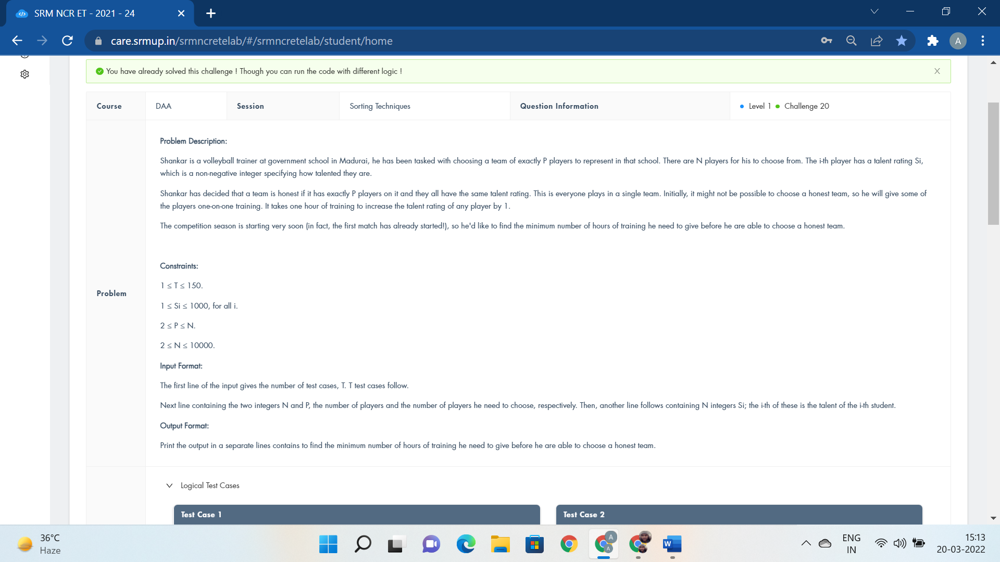 SRM NCR ET - 2021 - 24
care.srmup.in/srmncretelab/#/srmncretelab/student/home
A
You have already solved this challenge ! Though you can run the code with different logic !
Course DAA Session Sorting Techniques Question Information Level 1 Challenge 20
Problem
Problem Description:
Shankar is a volleyball trainer at government school in Madurai, he has been tasked with choosing a team of exactly P players to represent in that school. There are N players for his to choose from. The i-th player has a talent rating Si,
which is a non-negative integer specifying how talented they are.
Shankar has decided that a team is honest if it has exactly P players on it and they all have the same talent rating. This is everyone plays in a single team. Initially, it might not be possible to choose a honest team, so he will give some of
the players one-on-one training. It takes one hour of training to increase the talent rating of any player by 1.
The competition season is starting very soon (in fact, the first match has already started!), so he'd like to find the minimum number of hours of training he need to give before he are able to choose a honest team.
Constraints:
1 ≤ T ≤ 150.
1 ≤ Si ≤ 1000, for all i.
2 ≤ P ≤ N.
2 ≤ N ≤ 10000.
Input Format:
The first line of the input gives the number of test cases, T. T test cases follow.
Next line containing the two integers N and P, the number of players and the number of players he need to choose, respectively. Then, another line follows containing N integers Si; the i-th of these is the talent of the i-th student.
Output Format:
Print the output in a separate lines contains to find the minimum number of hours of training he need to give before he are able to choose a honest team.
Logical Test Cases
Test Case 1
Test Case 2
36°C
Haze
A
A
W
ENG
IN
15:13
20-03-2022